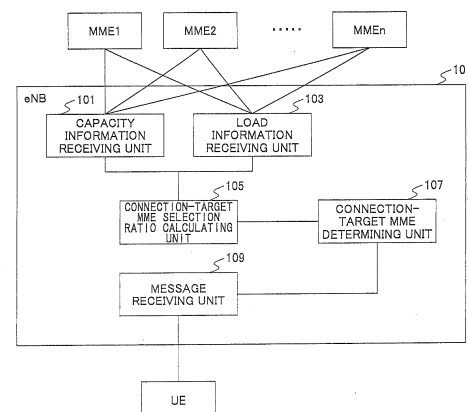 MME1
MME2
.....
MMEn
eNB
10
101
CAPACITY
INFORMATION
RECEIVING UNIT
103
LOAD
INFORMATION
RECEIVING UNIT
105
CONNECTION-TARGET
MME SELECTION
RATIO CALCULATING
UNIT
107
CONNECTION-
TARGET MME
DETERMINING UNIT
109
MESSAGE
RECEIVING UNIT
UE